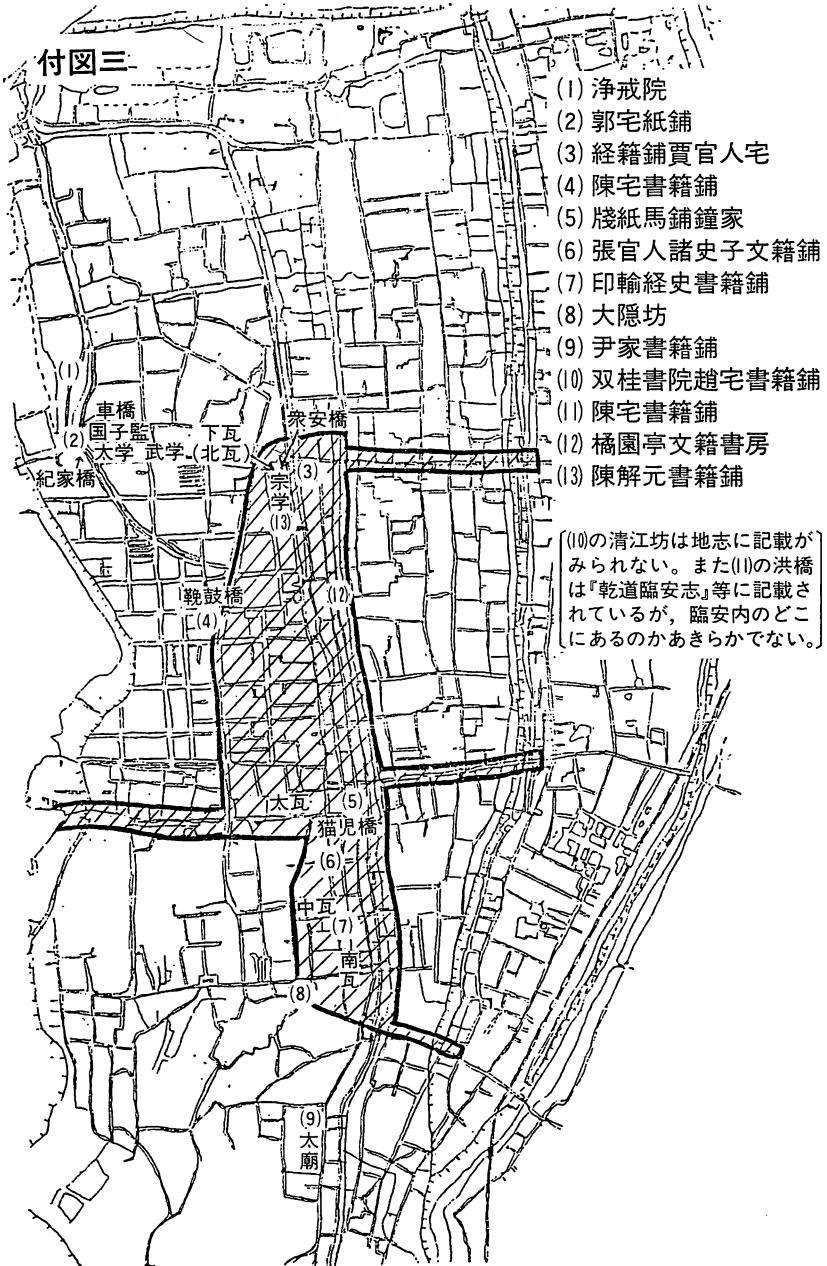 付図三
(1) 浄戒院
(2) 郭宅紙鋪
(3) 経籍鋪賈官人宅
(4) 陳宅書籍鋪
(5) 牋紙馬鋪鐘家
(6) 張官人諸史子文籍鋪
(7) 印輸経史書籍鋪
(8) 大隠坊
(9) 尹家書籍鋪
(10) 双桂書院趙宅書籍鋪
(11) 陳宅書籍鋪
(12) 橘園亭文籍書房
(13) 陳解元書籍鋪
(10)の清江坊は地志に記載が
みられない。また(11)の洪橋
は『乾道臨安志』等に記載さ
れているが，臨安内のどこ
にあるのかあきらかでない。
(1)
車橋
(2)
国子監
太学
武学
下瓦
(北瓦)
紀家橋
衆安橋
(3)
宗学
(13)
鞔鼓橋
(4)
(12)
大瓦
(5)
猫児橋
(6)
中瓦
(7)
南瓦
(8)
(9)
太廟